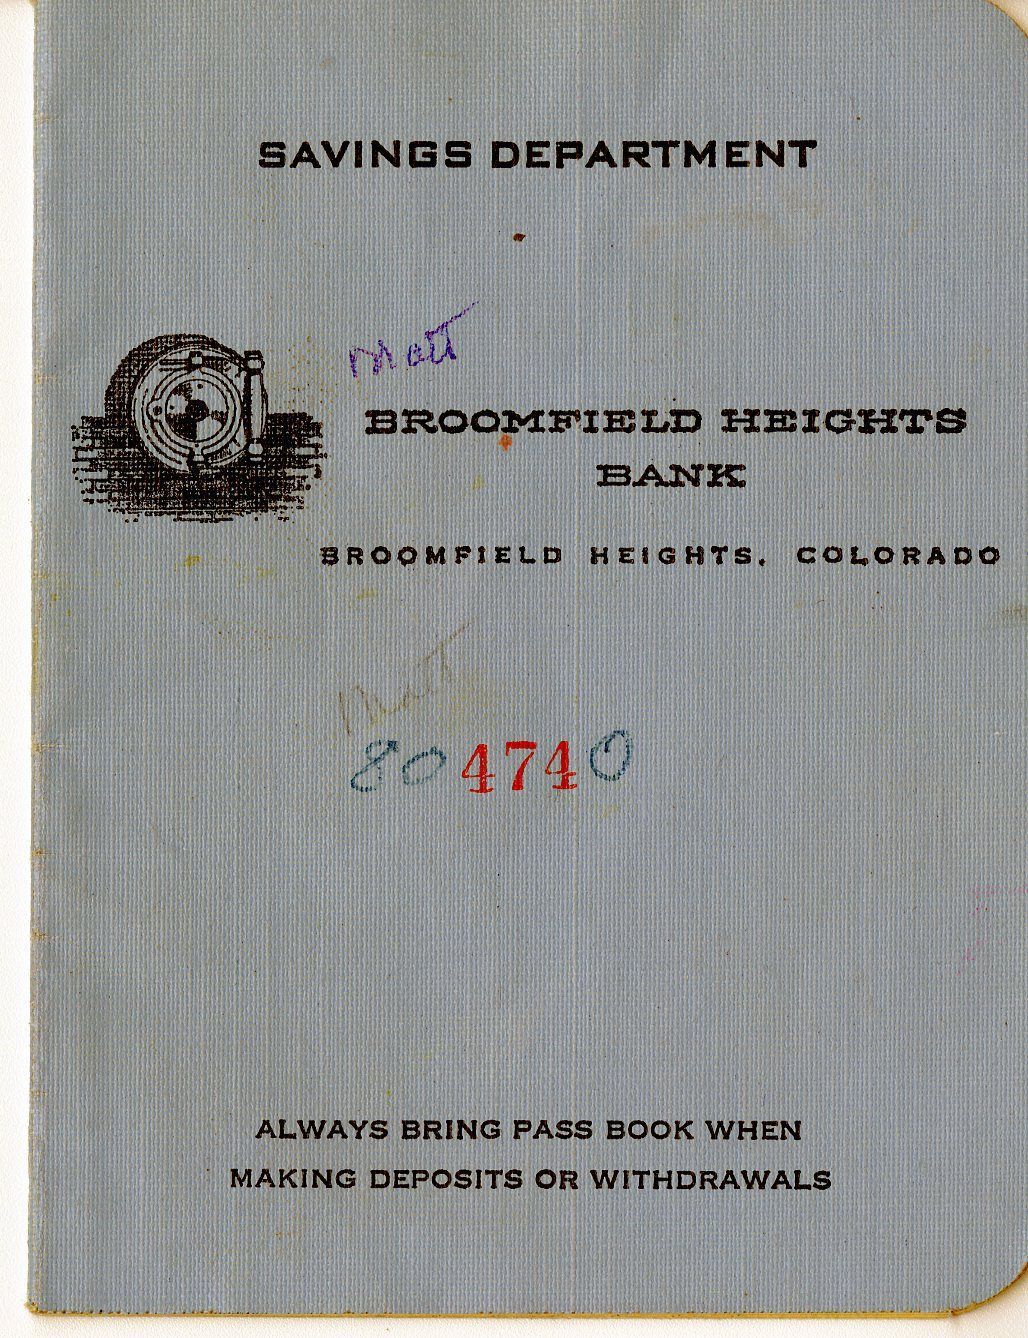 SAVINGS DEPARTMENT
Matt
BROOMFIELD HEIGHTS
BANK
BROOMFIELD HEIGHTS, COLORADO
Matt
804740
ALWAYS BRING PASS BOOK WHEN
MAKING DEPOSITS OR WITHDRAWALS